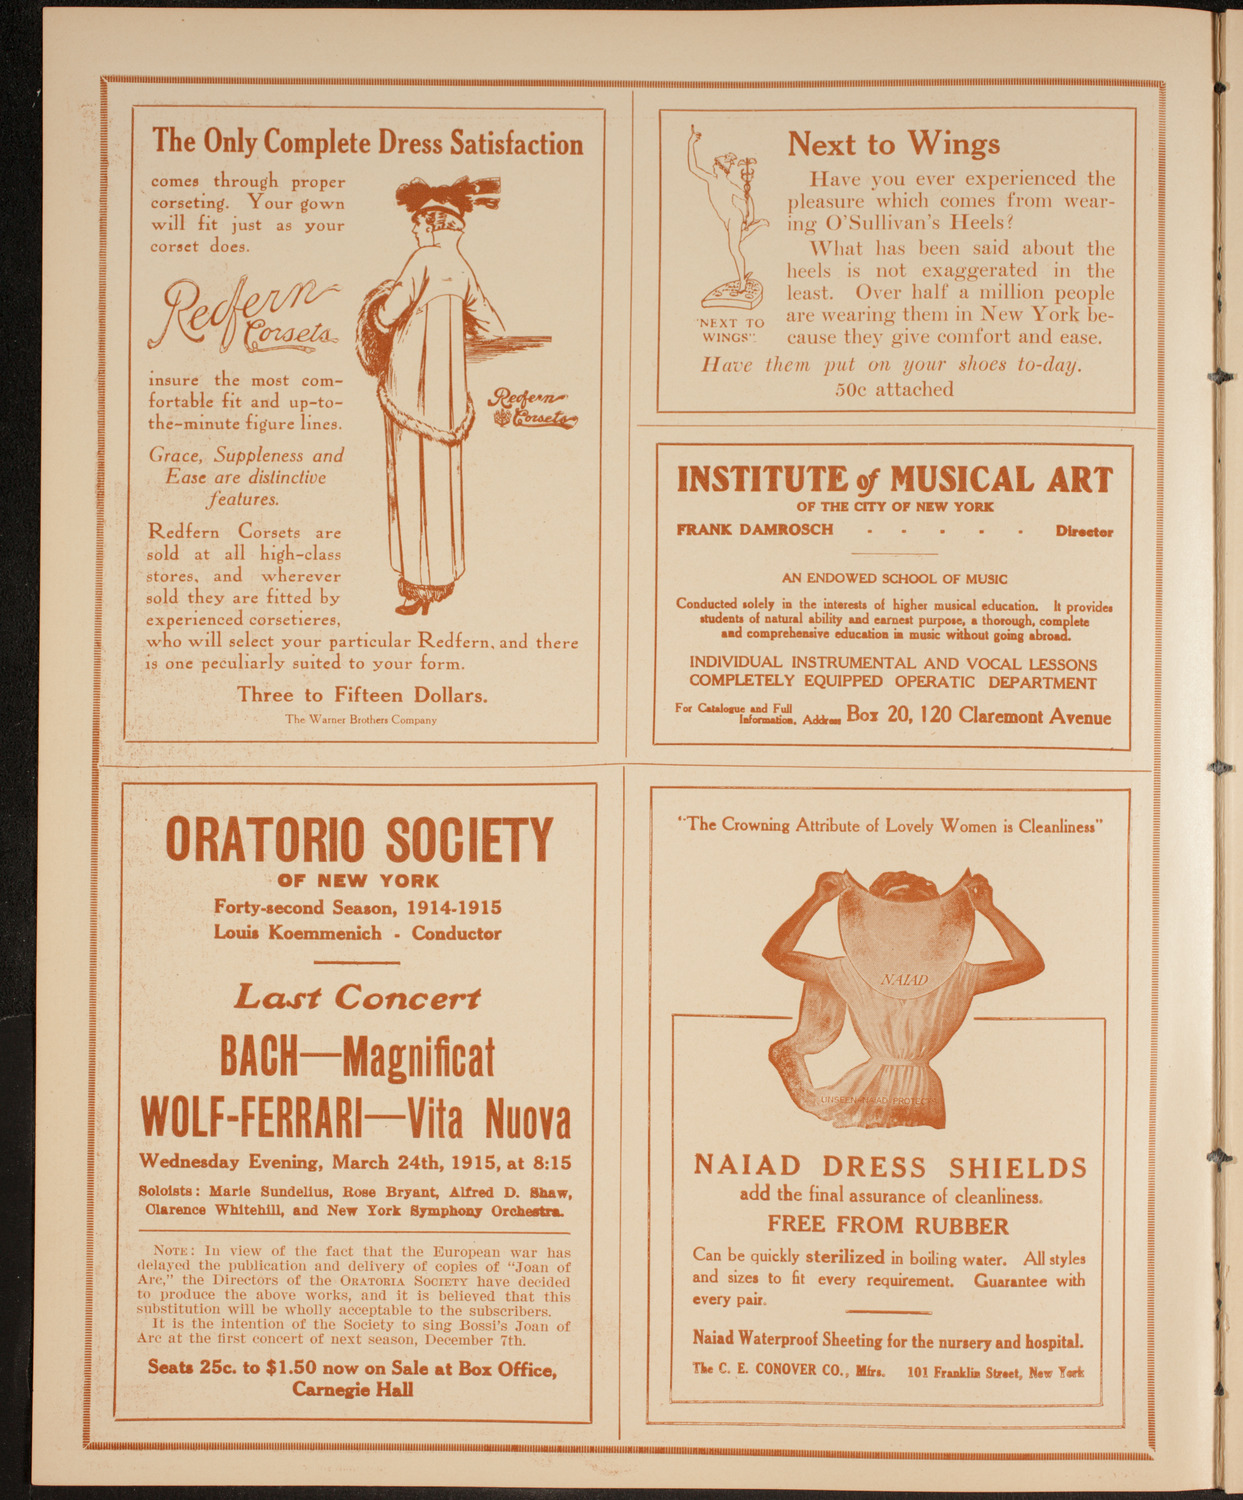 The Only Complete Dress Satisfaction
comes through proper
corseting. Your gown
will fit just as your
corset does.
Redfern
Corsets
insure the most com-
fortable fit and up-to-
the-minute figure lines.
Grace, Suppleness and
Ease are distinctive
features.
Redfern Corsets are
sold at all high-class
stores, and wherever
sold they are fitted by
experienced corsetieres,
who will select your particular Redfern, and there
is one peculiarly suited to your form.
Three to Fifteen Dollars.
The Warner Brothers Company
Redfern
Corsets
Next to Wings
Have you ever experienced the
pleasure which comes from wear-
ing O'Sullivan's Heels?
What has been said about the
heels is not exaggerated in the
least. Over half a million people
are wearing them in New York be-
cause they give comfort and ease.
"NEXT TO
WINGS".
Have them put on your shoes to-day.
50c attached
INSTITUTE of MUSICAL ART
OF THE CITY OF NEW YORK
FRANK DAMROSCH - - - - - Director
AN ENDOWED SCHOOL OF MUSIC
Conducted solely in the interests of higher musical education. It provides
students of natural ability and earnest purpose, a thorough, complete
and comprehensive education in music without going abroad.
INDIVIDUAL INSTRUMENTAL AND VOCAL LESSONS
COMPLETELY EQUIPPED OPERATIC DEPARTMENT
For Catalogue and Full
Information, Address Box 20, 120 Claremont Avenue
ORATORIO SOCIETY
OF NEW YORK
Forty-second Season, 1914-1915
Louis Koemmenich - Conductor
Last Concert
BACH—Magnificat
WOLF-FERRARI—Vita Nuova
Wednesday Evening, March 24th, 1915, at 8:15
Soloists: Marie Sundelius, Rose Bryant, Alfred D. Shaw,
Clarence Whitehill, and New York Symphony Orchestra.
NOTE: In view of the fact that the European war has
delayed the publication and delivery of copies of "Joan of
Arc," the Directors of the ORATORIA SOCIETY have decided
to produce the above works, and it is believed that this
substitution will be wholly acceptable to the subscribers.
It is the intention of the Society to sing Bossi's Joan of
Arc at the first concert of next season, December 7th.
Seats 25c. to $1.50 now on Sale at Box Office,
Carnegie Hall
"The Crowning Attribute of Lovely Women is Cleanliness"
NAIAD
UNSEEN NAIAD PROTECTS
NAIAD DRESS SHIELDS
add the final assurance of cleanliness.
FREE FROM RUBBER
Can be quickly sterilized in boiling water. All styles
and sizes to fit every requirement. Guarantee with
every pair.
Naiad Waterproof Sheeting for the nursery and hospital.
The C. E. CONOVER CO., Mfrs. 101 Franklin Street, New York